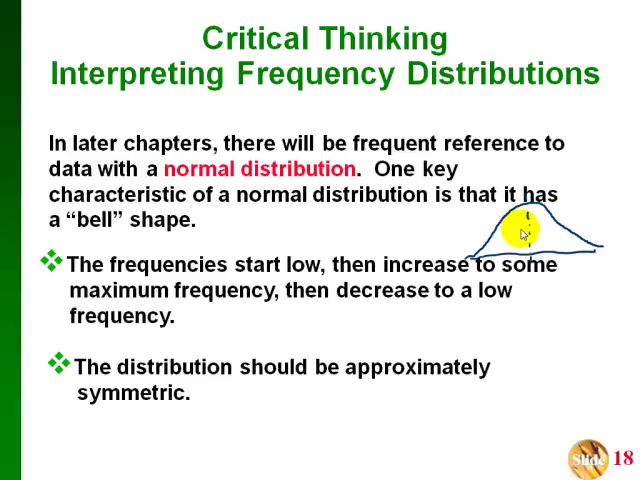 Critical Thinking
Interpreting Frequency Distributions
In later chapters, there will be frequent reference to
data with a normal distribution.  One key
characteristic of a normal distribution is that it has
a “bell” shape.
The frequencies start low, then increase to some
maximum frequency, then decrease to a low
frequency.
The distribution should be approximately
symmetric.
Slide 18